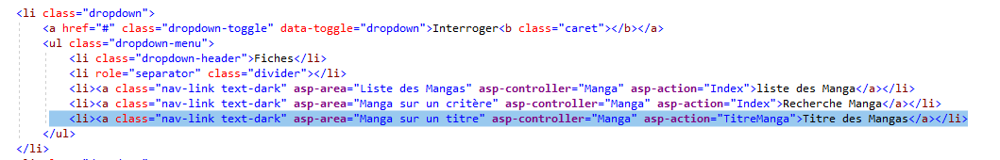 <li class="dropdown">
<a href="#" class="dropdown-toggle" data-toggle="dropdown">Interroger<b class="caret"></b></a>
<ul class="dropdown-menu">
<li class="dropdown-header">Fiches</li>
<li role="separator" class="divider"></li>
<li><a class="nav-link text-dark" asp-area="Liste des Mangas" asp-controller="Manga" asp-action="Index">liste des Manga</a></li>
<li><a class="nav-link text-dark" asp-area="Manga sur un critère" asp-controller="Manga" asp-action="Index">Recherche Manga</a></li>
<li><a class="nav-link text-dark" asp-area="Manga sur un titre" asp-controller="Manga" asp-action="TitreManga">Titre des Mangas</a></li>
</ul>
</li>